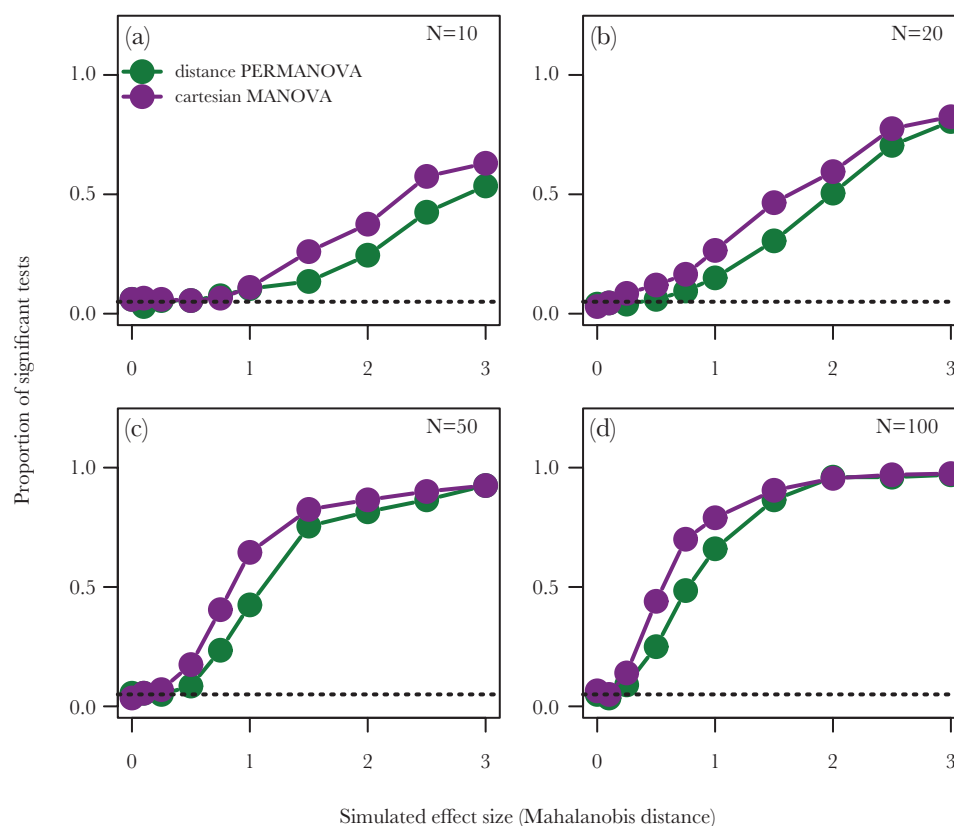 (a) N=10
distance PERMANOVA
cartesian MANOVA
1.0
0.5
0.0
0 1 2 3
(b) N=20
1.0
0.5
0.0
0 1 2 3
Proportion of significant tests
(c) N=50
1.0
0.5
0.0
0 1 2 3
(d) N=100
1.0
0.5
0.0
0 1 2 3
Simulated effect size (Mahalanobis distance)